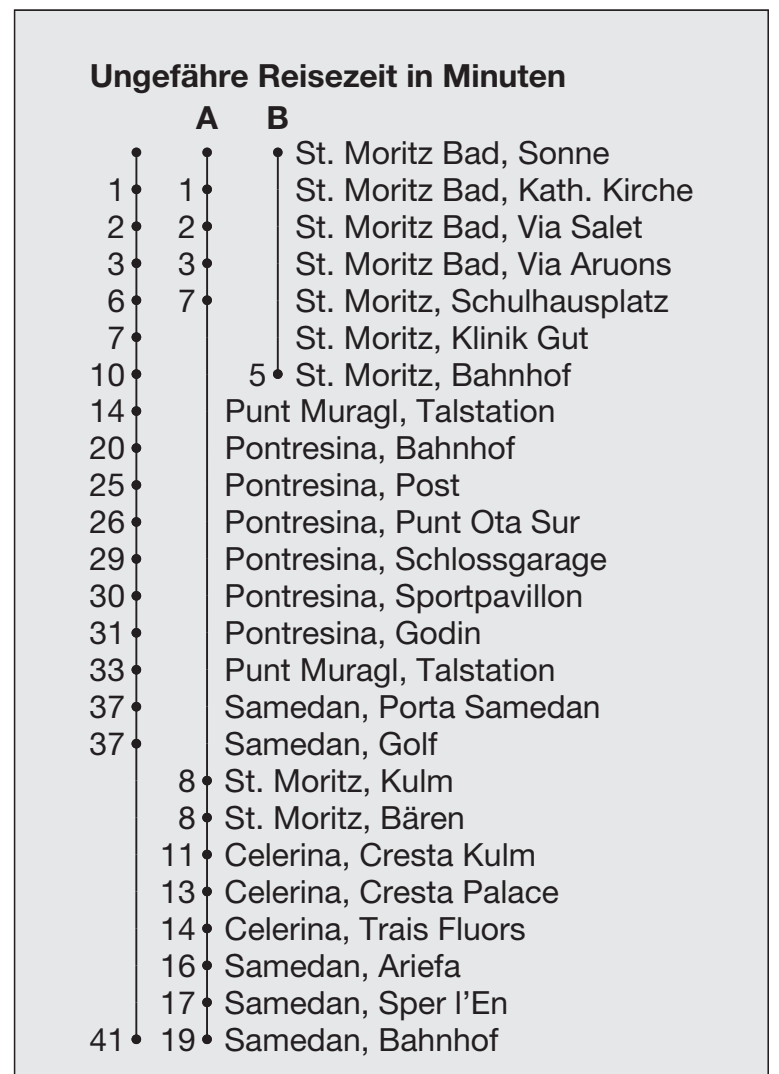 Ungefähre Reisezeit in Minuten
A B
St. Moritz Bad, Sonne
1 1 St. Moritz Bad, Kath. Kirche
2 2 St. Moritz Bad, Via Salet
3 3 St. Moritz Bad, Via Aruons
6 7 St. Moritz, Schulhausplatz
7 St. Moritz, Klinik Gut
10 5 St. Moritz, Bahnhof
14 Punt Muragl, Talstation
20 Pontresina, Bahnhof
25 Pontresina, Post
26 Pontresina, Punt Ota Sur
29 Pontresina, Schlossgarage
30 Pontresina, Sportpavillon
31 Pontresina, Godin
33 Punt Muragl, Talstation
37 Samedan, Porta Samedan
37 Samedan, Golf
8 St. Moritz, Kulm
8 St. Moritz, Bären
11 Celerina, Cresta Kulm
13 Celerina, Cresta Palace
14 Celerina, Trais Fluors
16 Samedan, Ariefa
17 Samedan, Sper l'En
41 19 Samedan, Bahnhof